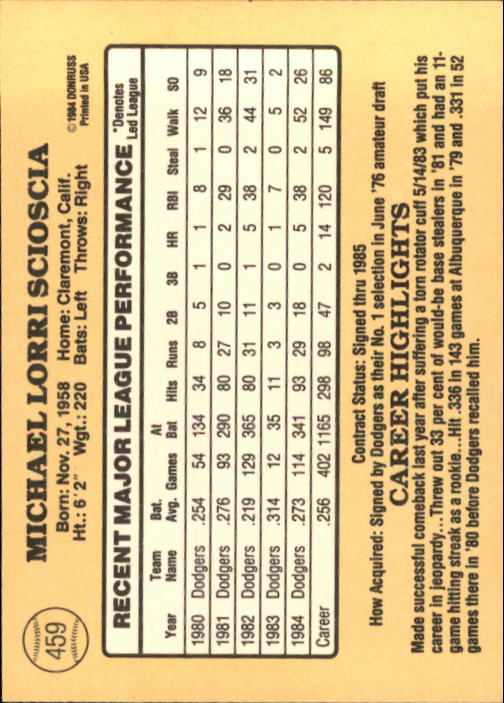 459
MICHAEL LORRI SCIOSCIA
Born: Nov. 27, 1958 Home: Claremont, Calif.
Ht.: 6'2" Wgt.: 220 Bats: Left Throws: Right
© 1984 DONRUSS
Printed in USA
RECENT MAJOR LEAGUE PERFORMANCE
*Denotes
Led League
Year Team Name Bat. Avg. Games At Bat Hits Runs 2B 3B HR RBI Steal Walk SO
1980 Dodgers .254 54 134 34 8 5 1 1 8 1 12 9
1981 Dodgers .276 93 290 80 27 10 0 2 29 0 36 18
1982 Dodgers .219 129 365 80 31 11 1 5 38 2 44 31
1983 Dodgers .314 12 35 11 3 3 0 1 7 0 5 2
1984 Dodgers .273 114 341 93 29 18 0 5 38 2 52 26
Career .256 402 1165 298 98 47 2 14 120 5 149 86
Contract Status: Signed thru 1985
How Acquired: Signed by Dodgers as their No. 1 selection in June '76 amateur draft
CAREER HIGHLIGHTS
Made successful comeback last year after suffering a torn rotator cuff 5/14/83 which put his
career in jeopardy...Threw out 33 per cent of would-be base stealers in '81 and had an 11-
game hitting streak as a rookie...Hit .336 in 143 games at Albuquerque in '79 and .331 in 52
games there in '80 before Dodgers recalled him.